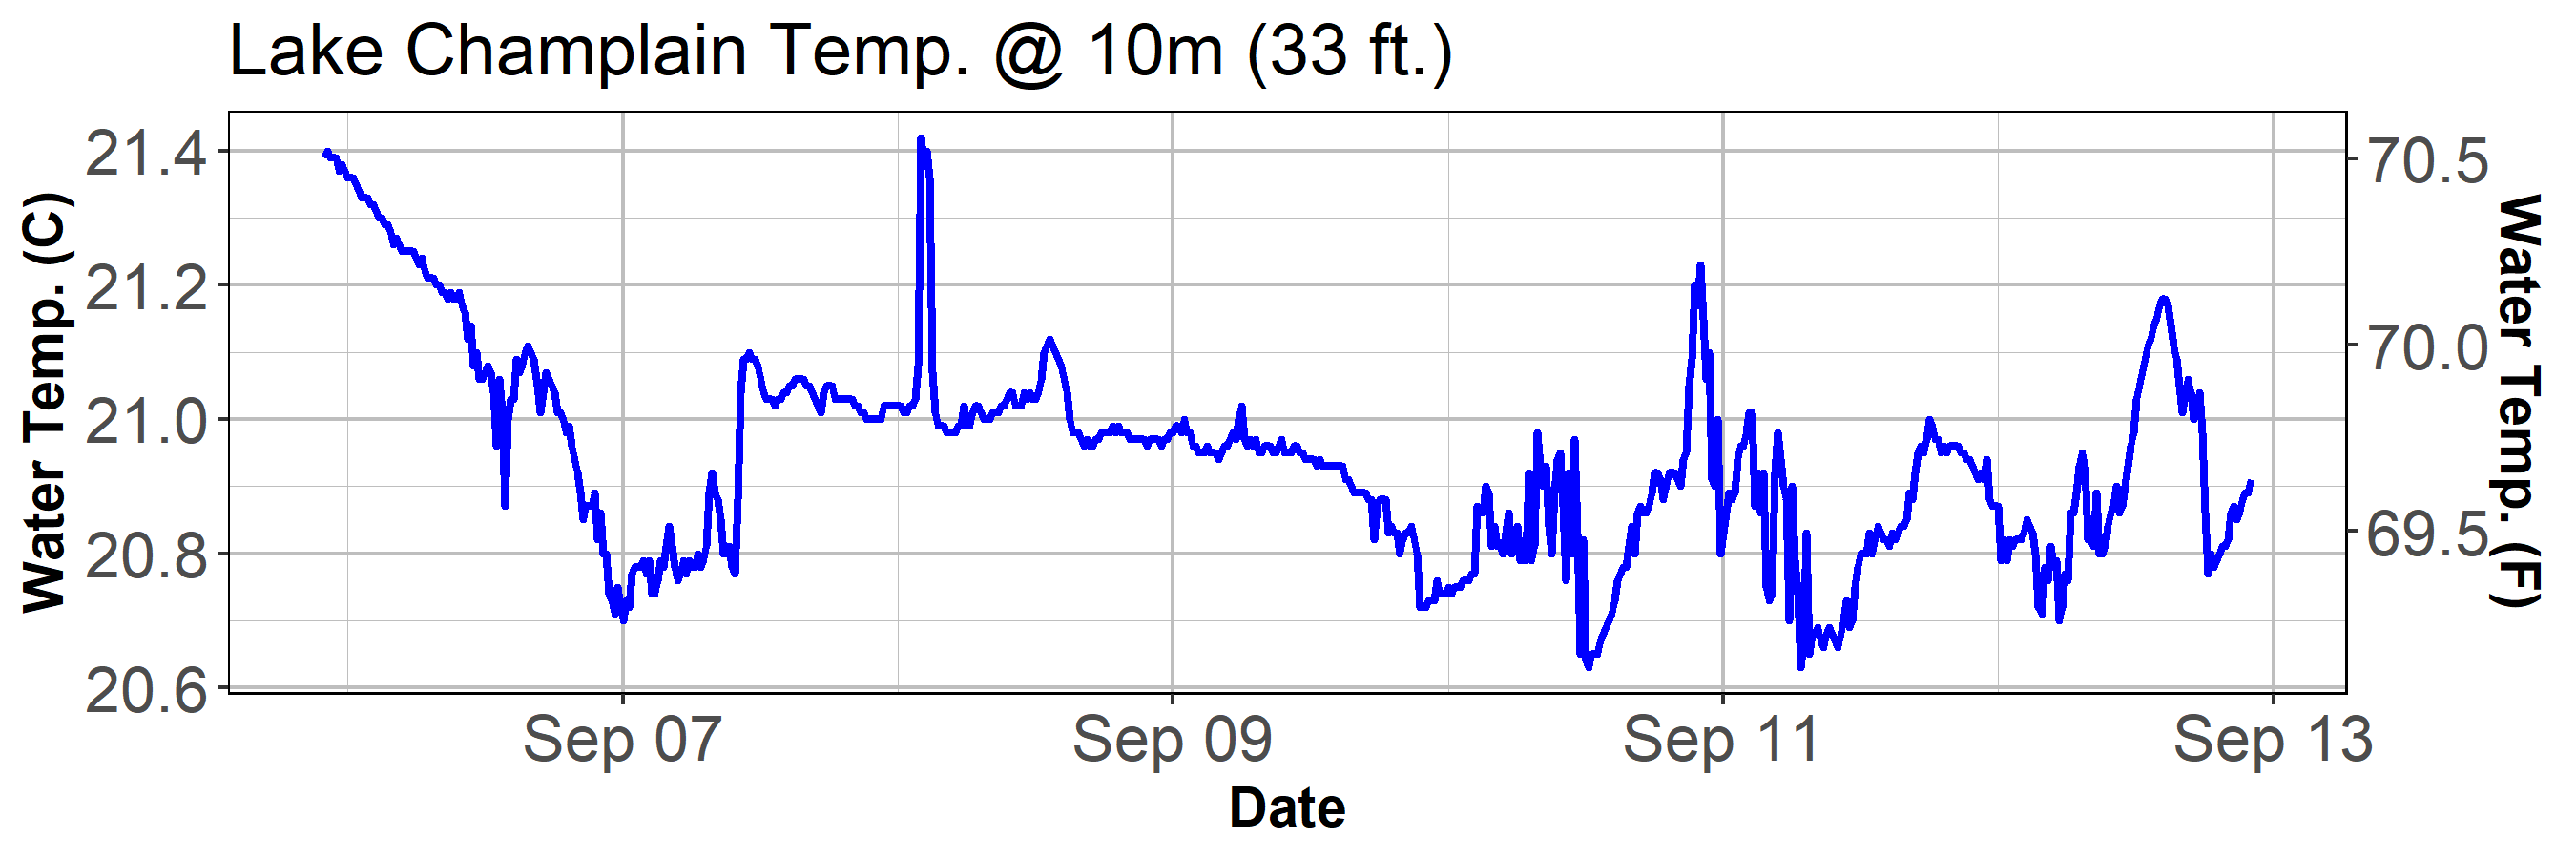 Lake Champlain Temp. @ 10m (33 ft.)
Water Temp. (C)
21.4
21.2
21.0
20.8
20.6
70.5
70.0
69.5
Water Temp. (F)
Sep 07
Sep 09
Sep 11
Sep 13
Date